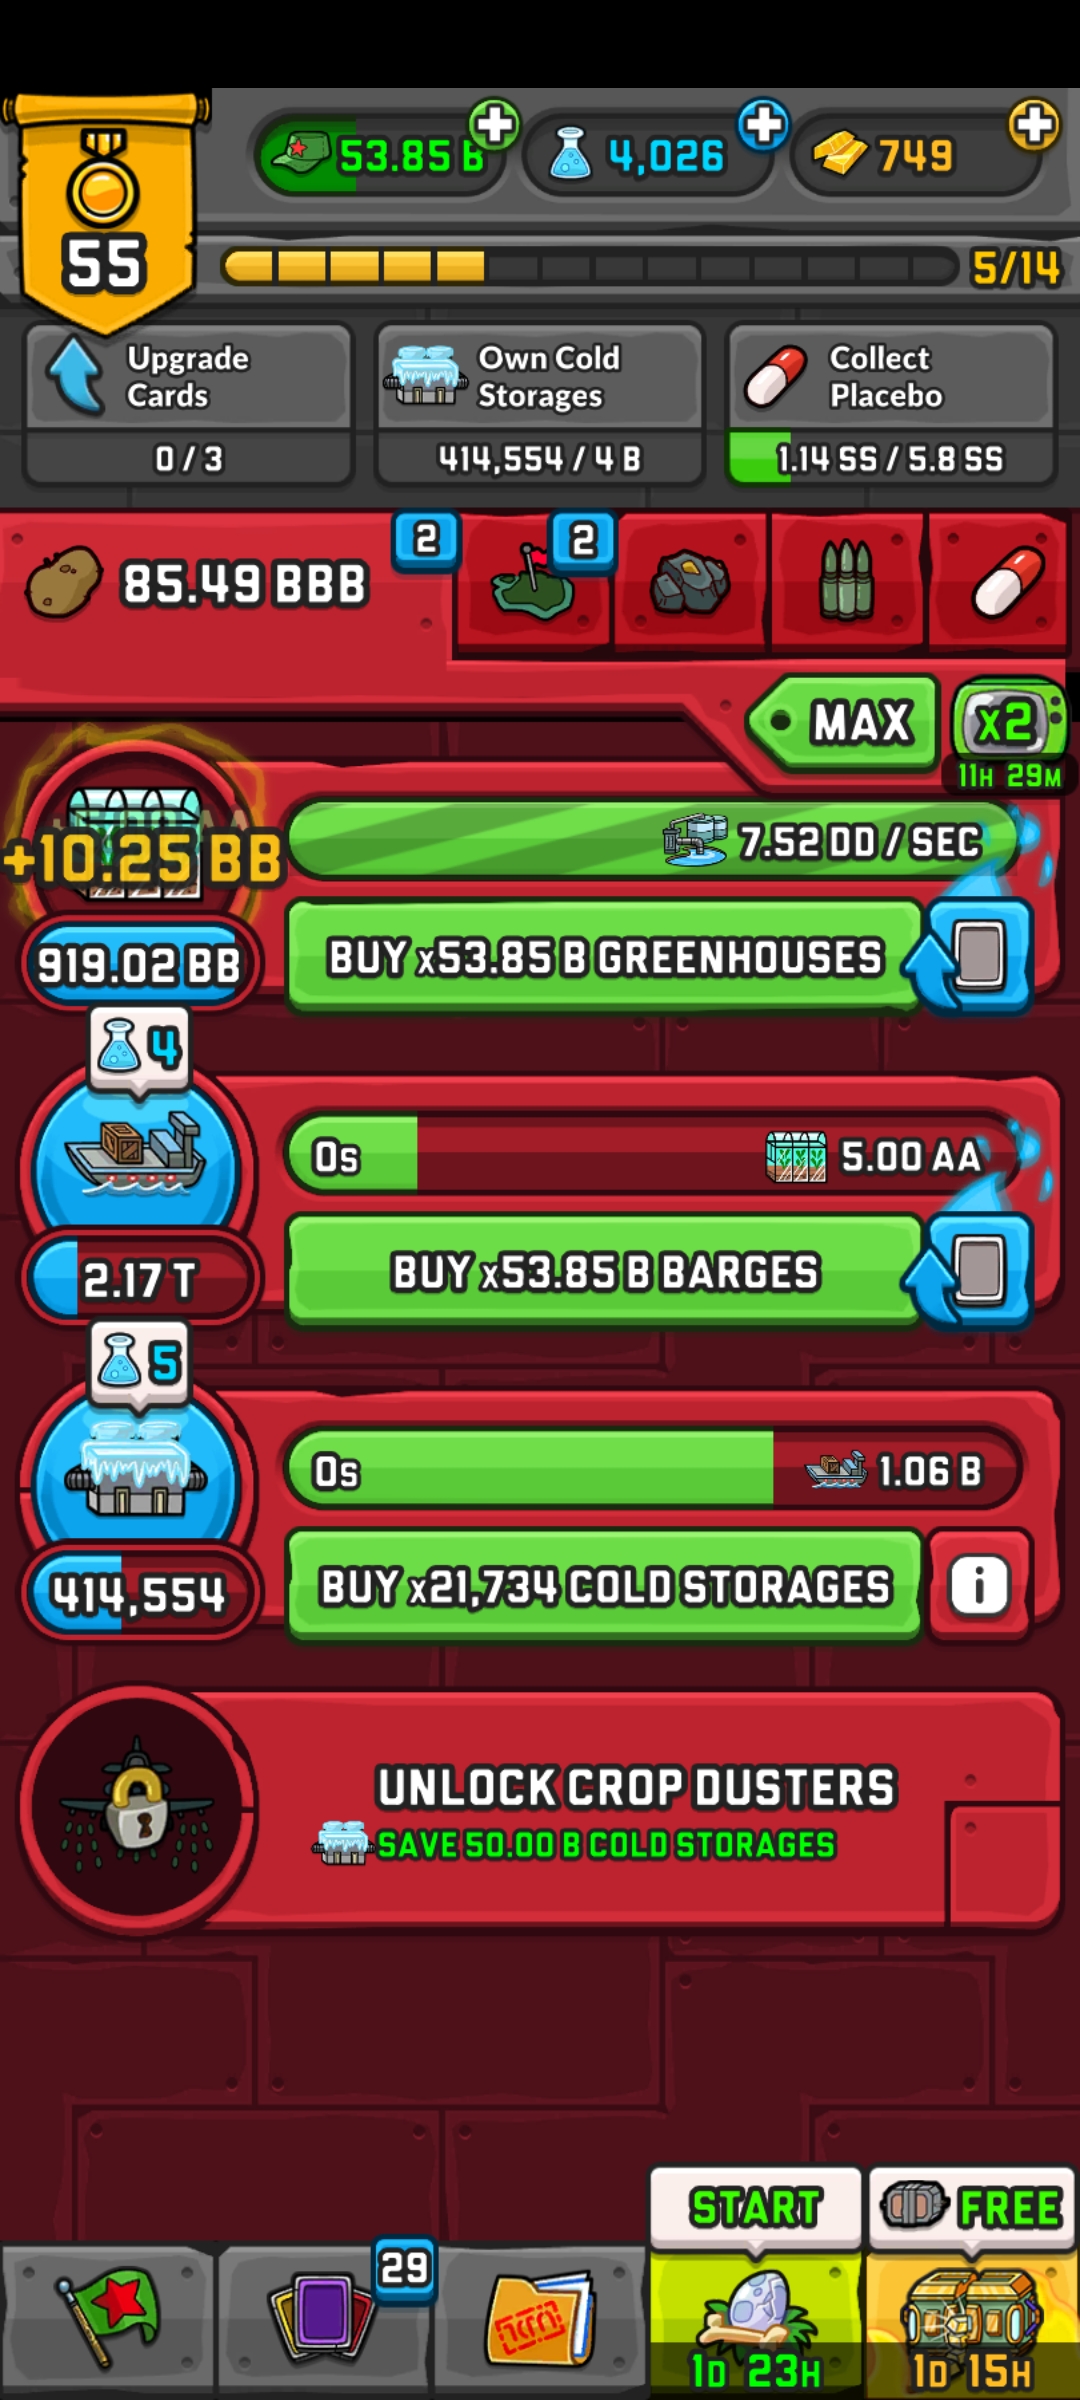 53.85 B
4,026
749
55
5/14
Upgrade
Cards
0 / 3
Own Cold
Storages
414,554 / 4 B
Collect
Placebo
1.14 SS / 5.8 SS
85.49 BBB
2
2
MAX
x2
11H 29M
+10.25 BB
7.52 DD / SEC
919.02 BB
BUY x53.85 B GREENHOUSES
4
0s
5.00 AA
2.17 T
BUY x53.85 B BARGES
5
0s
1.06 B
414,554
BUY x21,734 COLD STORAGES
i
UNLOCK CROP DUSTERS
SAVE 50.00 B COLD STORAGES
START
FREE
29
1D 23H
1D 15H